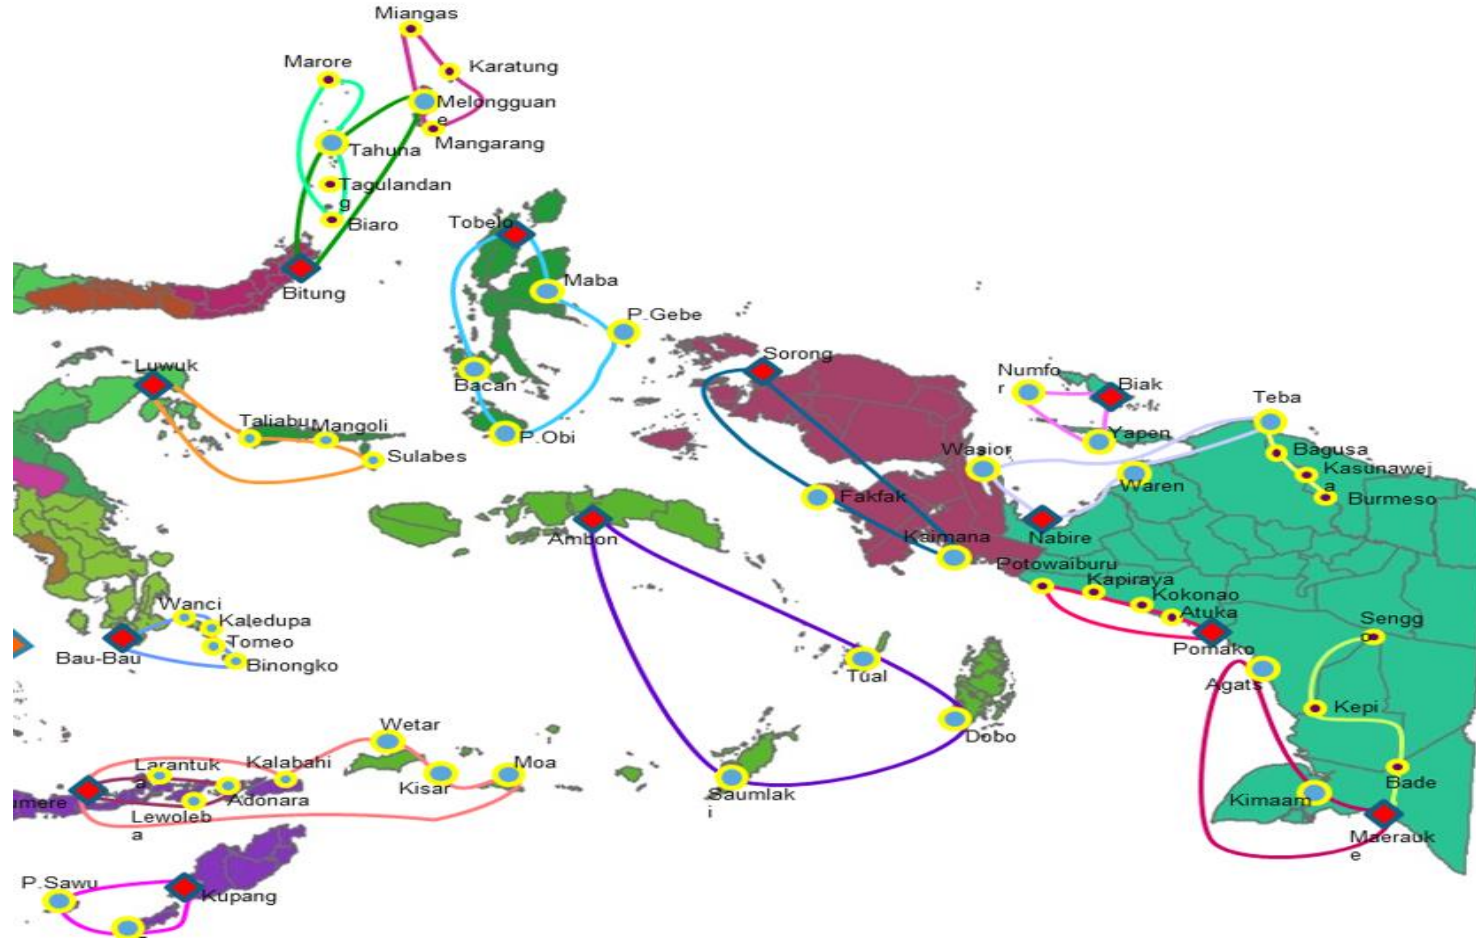 Miangas
Marore
Karatung
Melongguan
e
Mangarang
Tahuna
Tagulandan
g
Biaro
Tobelo
Maba
Bitung
P.Gebe
Sorong
Luwuk
Numfo
r
Biak
Teba
Bacan
Taliabu
Mangoli
P.Obi
Yapen
Sulabes
Wasior
Bagusa
Kasunawej
a
Waren
Burmeso
Fakfak
Ambon
Nabire
Kaimana
Potowaiburu
Kapiraya
Kokonao
Atuka
Wanci
Kaledupa
Sengg
o
Tomeo
Pomako
Bau-Bau
Binongko
Tual
Agats
Kepi
Wetar
Dobo
Larantuk
a
Kalabahi
Moa
Kisar
Bade
umere
Adonara
Saumlak
i
Kimaam
Lewoleb
a
Maerauk
e
P.Sawu
Kupang